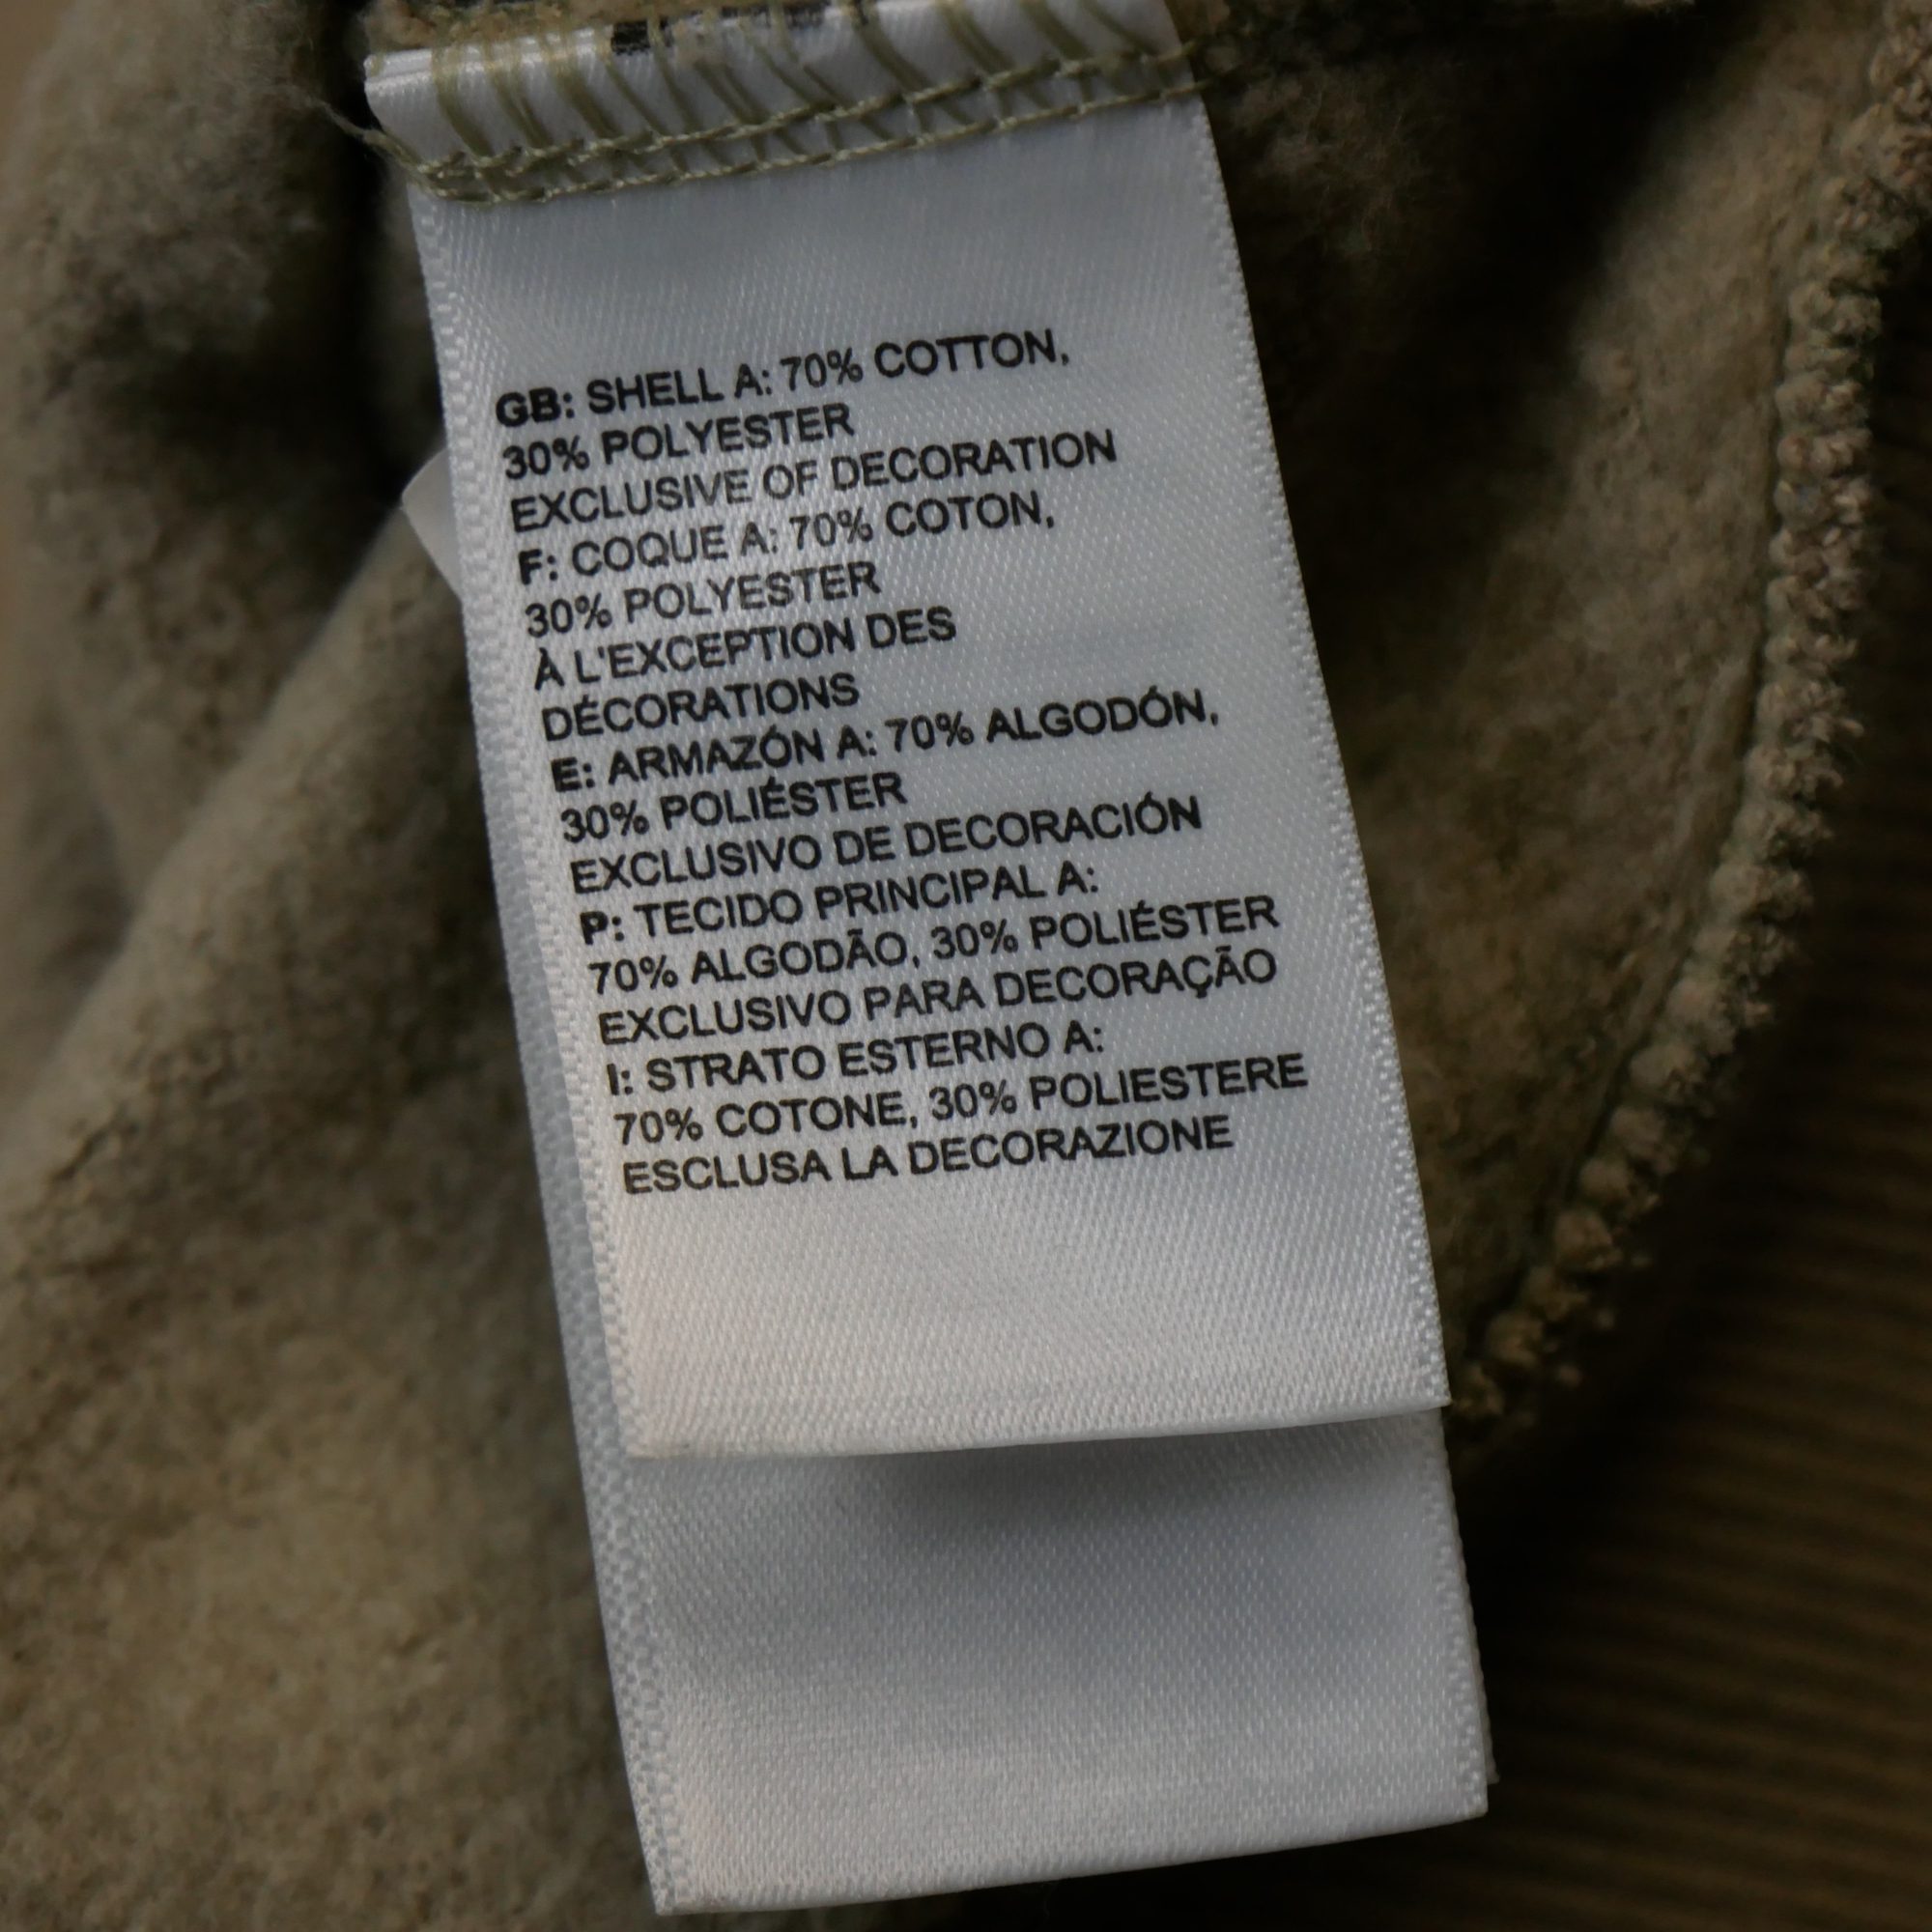 GB: SHELL A: 70% COTTON,
30% POLYESTER
EXCLUSIVE OF DECORATION
F: COQUE A: 70% COTON,
30% POLYESTER
À L'EXCEPTION DES
DÉCORATIONS
E: ARMAZÓN A: 70% ALGODÓN,
30% POLIÉSTER
EXCLUSIVO DE DECORACIÓN
P: TECIDO PRINCIPAL A:
70% ALGODÃO, 30% POLIÉSTER
EXCLUSIVO PARA DECORAÇÃO
I: STRATO ESTERNO A:
70% COTONE, 30% POLIESTERE
ESCLUSA LA DECORAZIONE